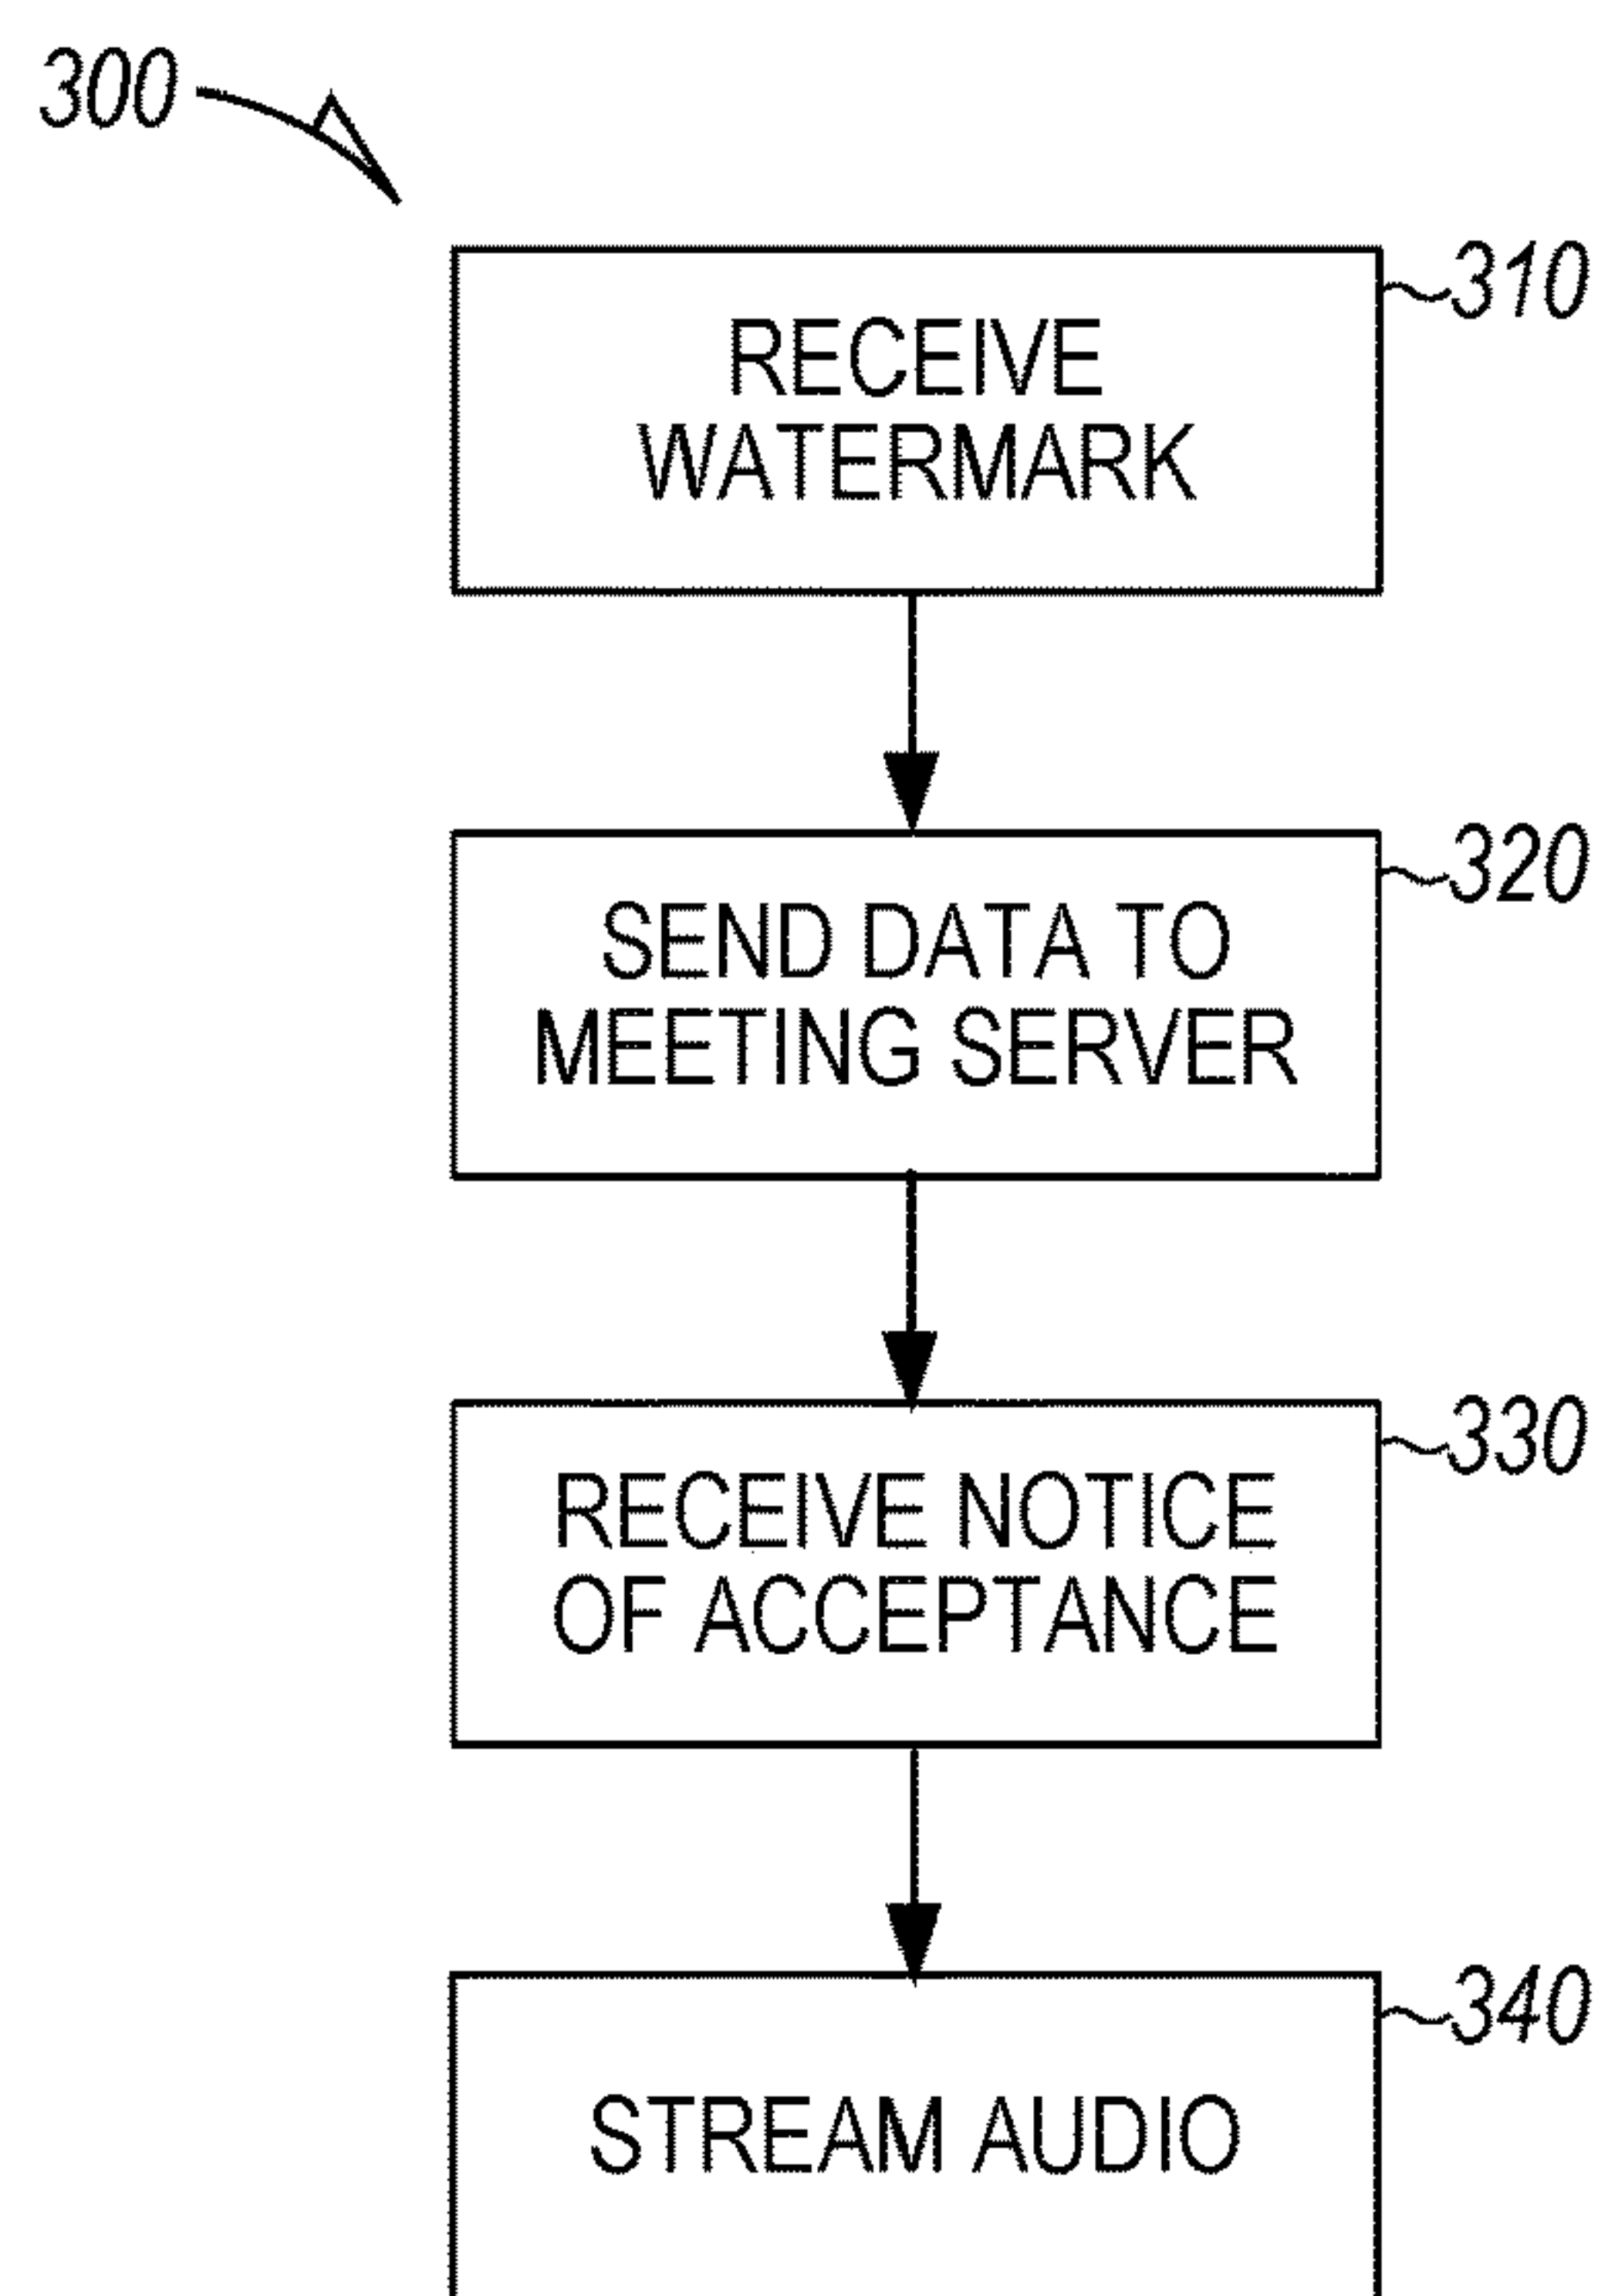 300
310
RECEIVE
WATERMARK
320
SEND DATA TO
MEETING SERVER
330
RECEIVE NOTICE
OF ACCEPTANCE
340
STREAM AUDIO